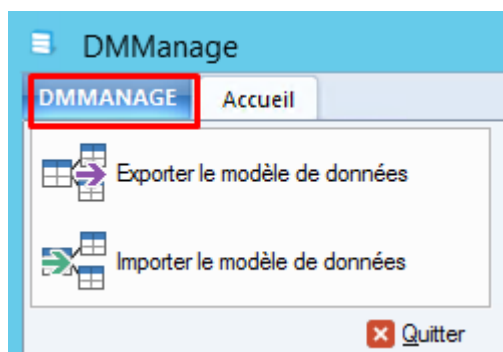 DMManage
DMMANAGE Accueil
Exporter le modèle de données
Importer le modèle de données
Quitter